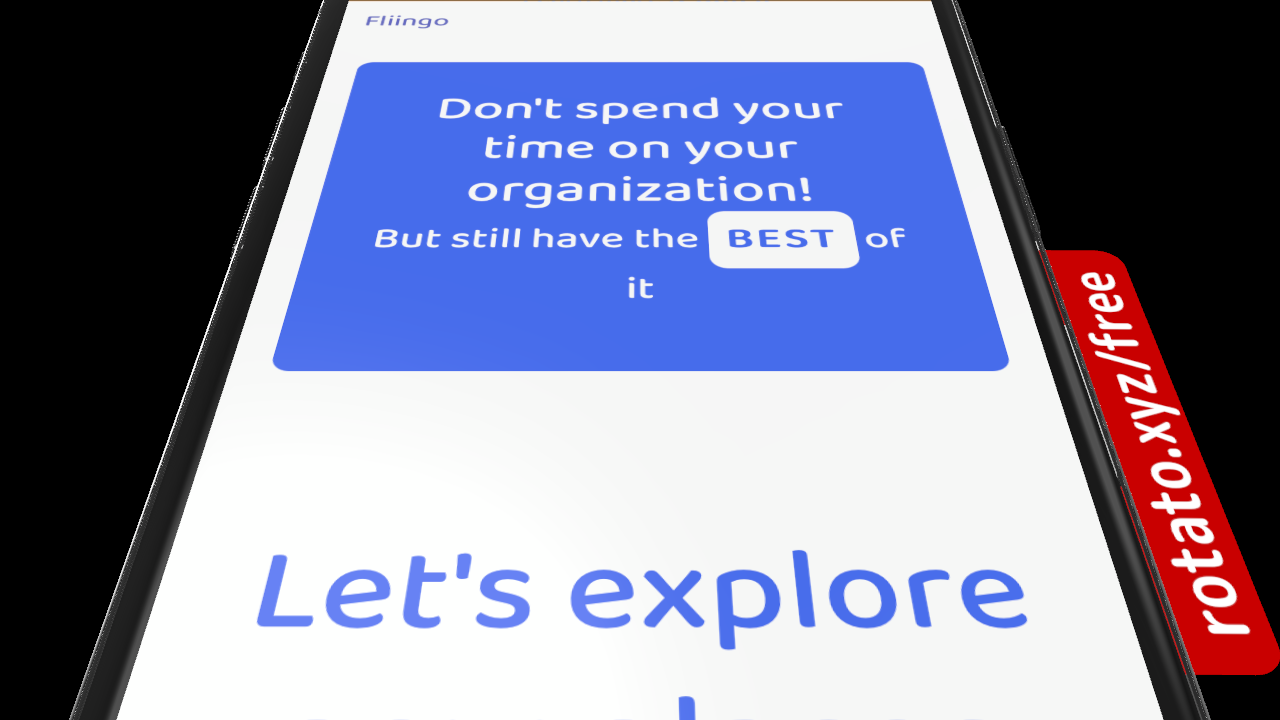 Fliingo
Don't spend your
time on your
organization!
But still have the BEST of
it
Let's explore
rotato.xyz/free